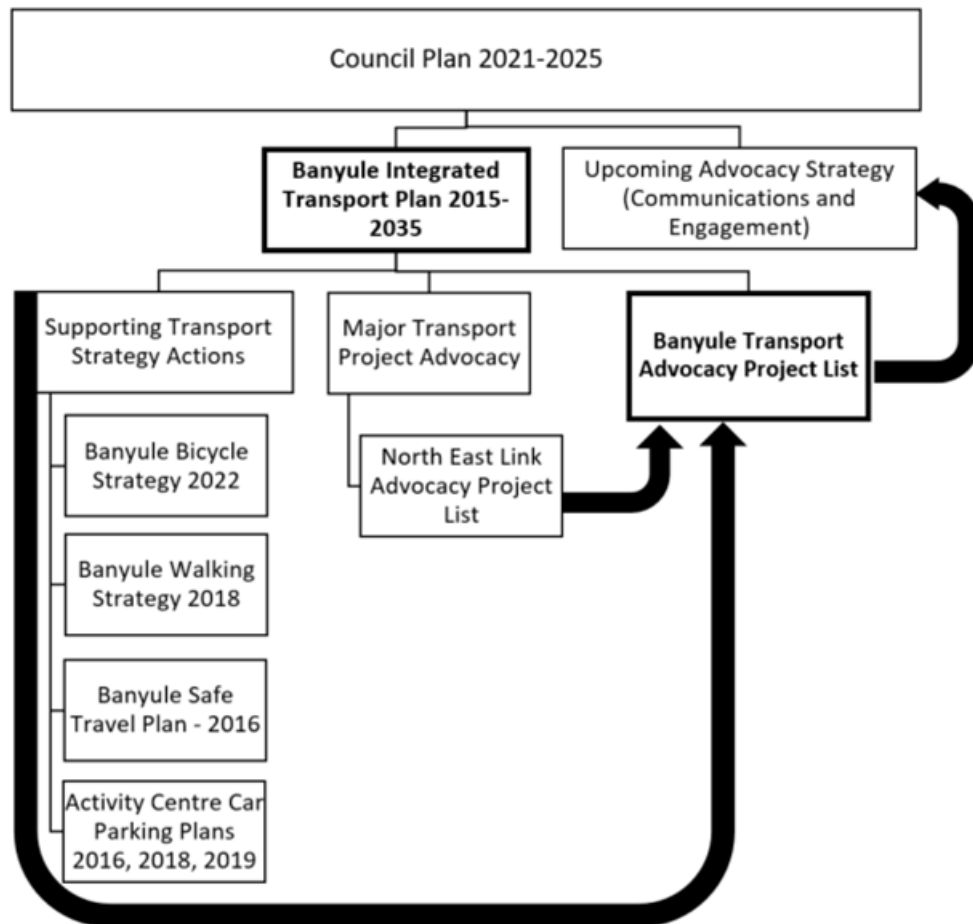 Council Plan 2021-2025
Banyule Integrated
Transport Plan 2015-
2035
Upcoming Advocacy Strategy
(Communications and
Engagement)
Supporting Transport
Strategy Actions
Major Transport
Project Advocacy
Banyule Transport
Advocacy Project List
Banyule Bicycle
Strategy 2022
North East Link
Advocacy Project
List
Banyule Walking
Strategy 2018
Banyule Safe
Travel Plan - 2016
Activity Centre Car
Parking Plans
2016, 2018, 2019